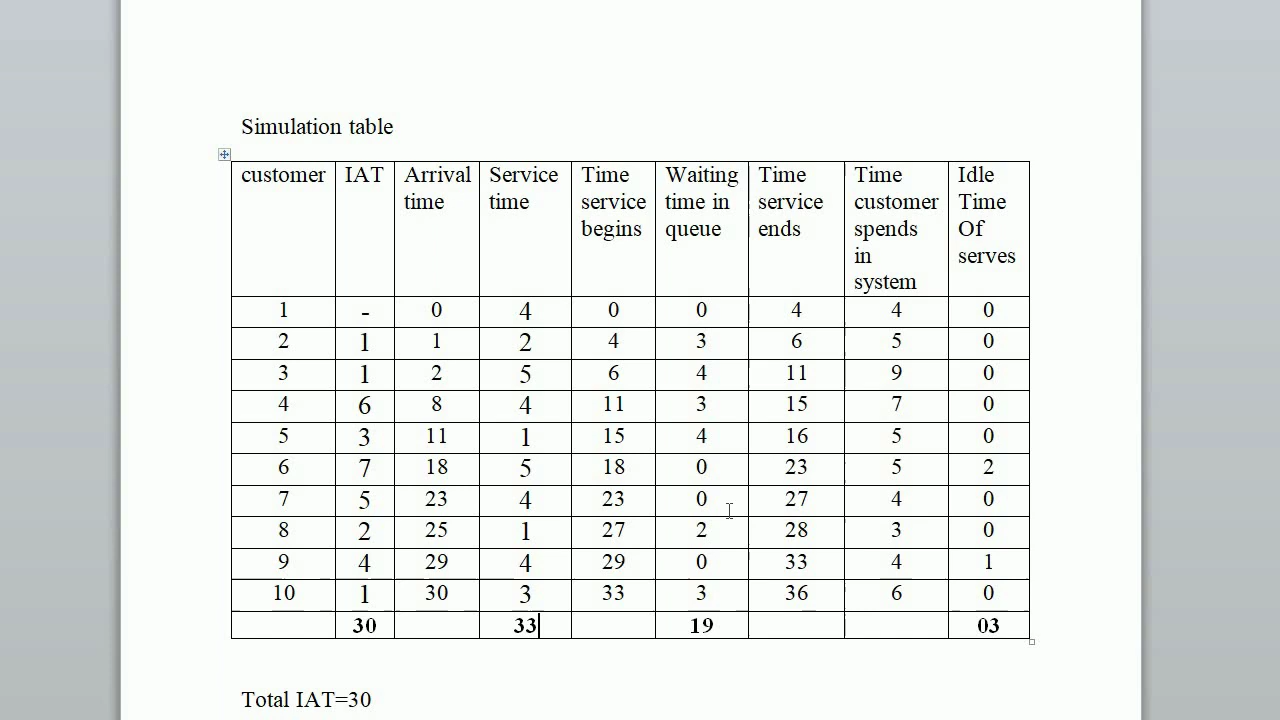 Simulation table
customer IAT Arrival time Service time Time service begins Waiting time in queue Time service ends Time customer spends in system Idle Time Of serves
1 - 0 4 0 0 4 4 0
2 1 1 2 4 3 6 5 0
3 1 2 5 6 4 11 9 0
4 6 8 4 11 3 15 7 0
5 3 11 1 15 4 16 5 0
6 7 18 5 18 0 23 5 2
7 5 23 4 23 0 27 4 0
8 2 25 1 27 2 28 3 0
9 4 29 4 29 0 33 4 1
10 1 30 3 33 3 36 6 0
30 33 19 03
Total IAT=30